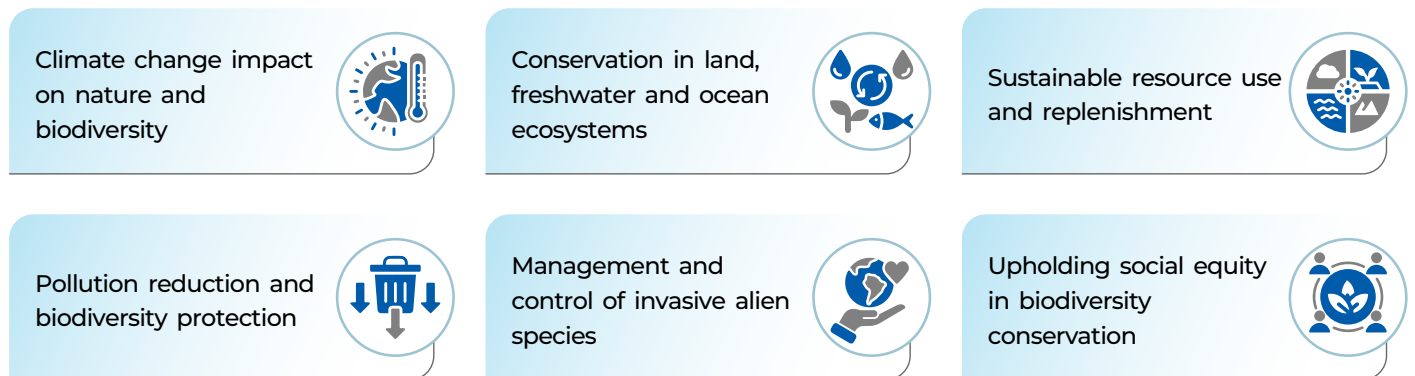 Climate change impact
on nature and
biodiversity
Conservation in land,
freshwater and ocean
ecosystems
Sustainable resource use
and replenishment
Pollution reduction and
biodiversity protection
Management and
control of invasive alien
species
Upholding social equity
in biodiversity
conservation